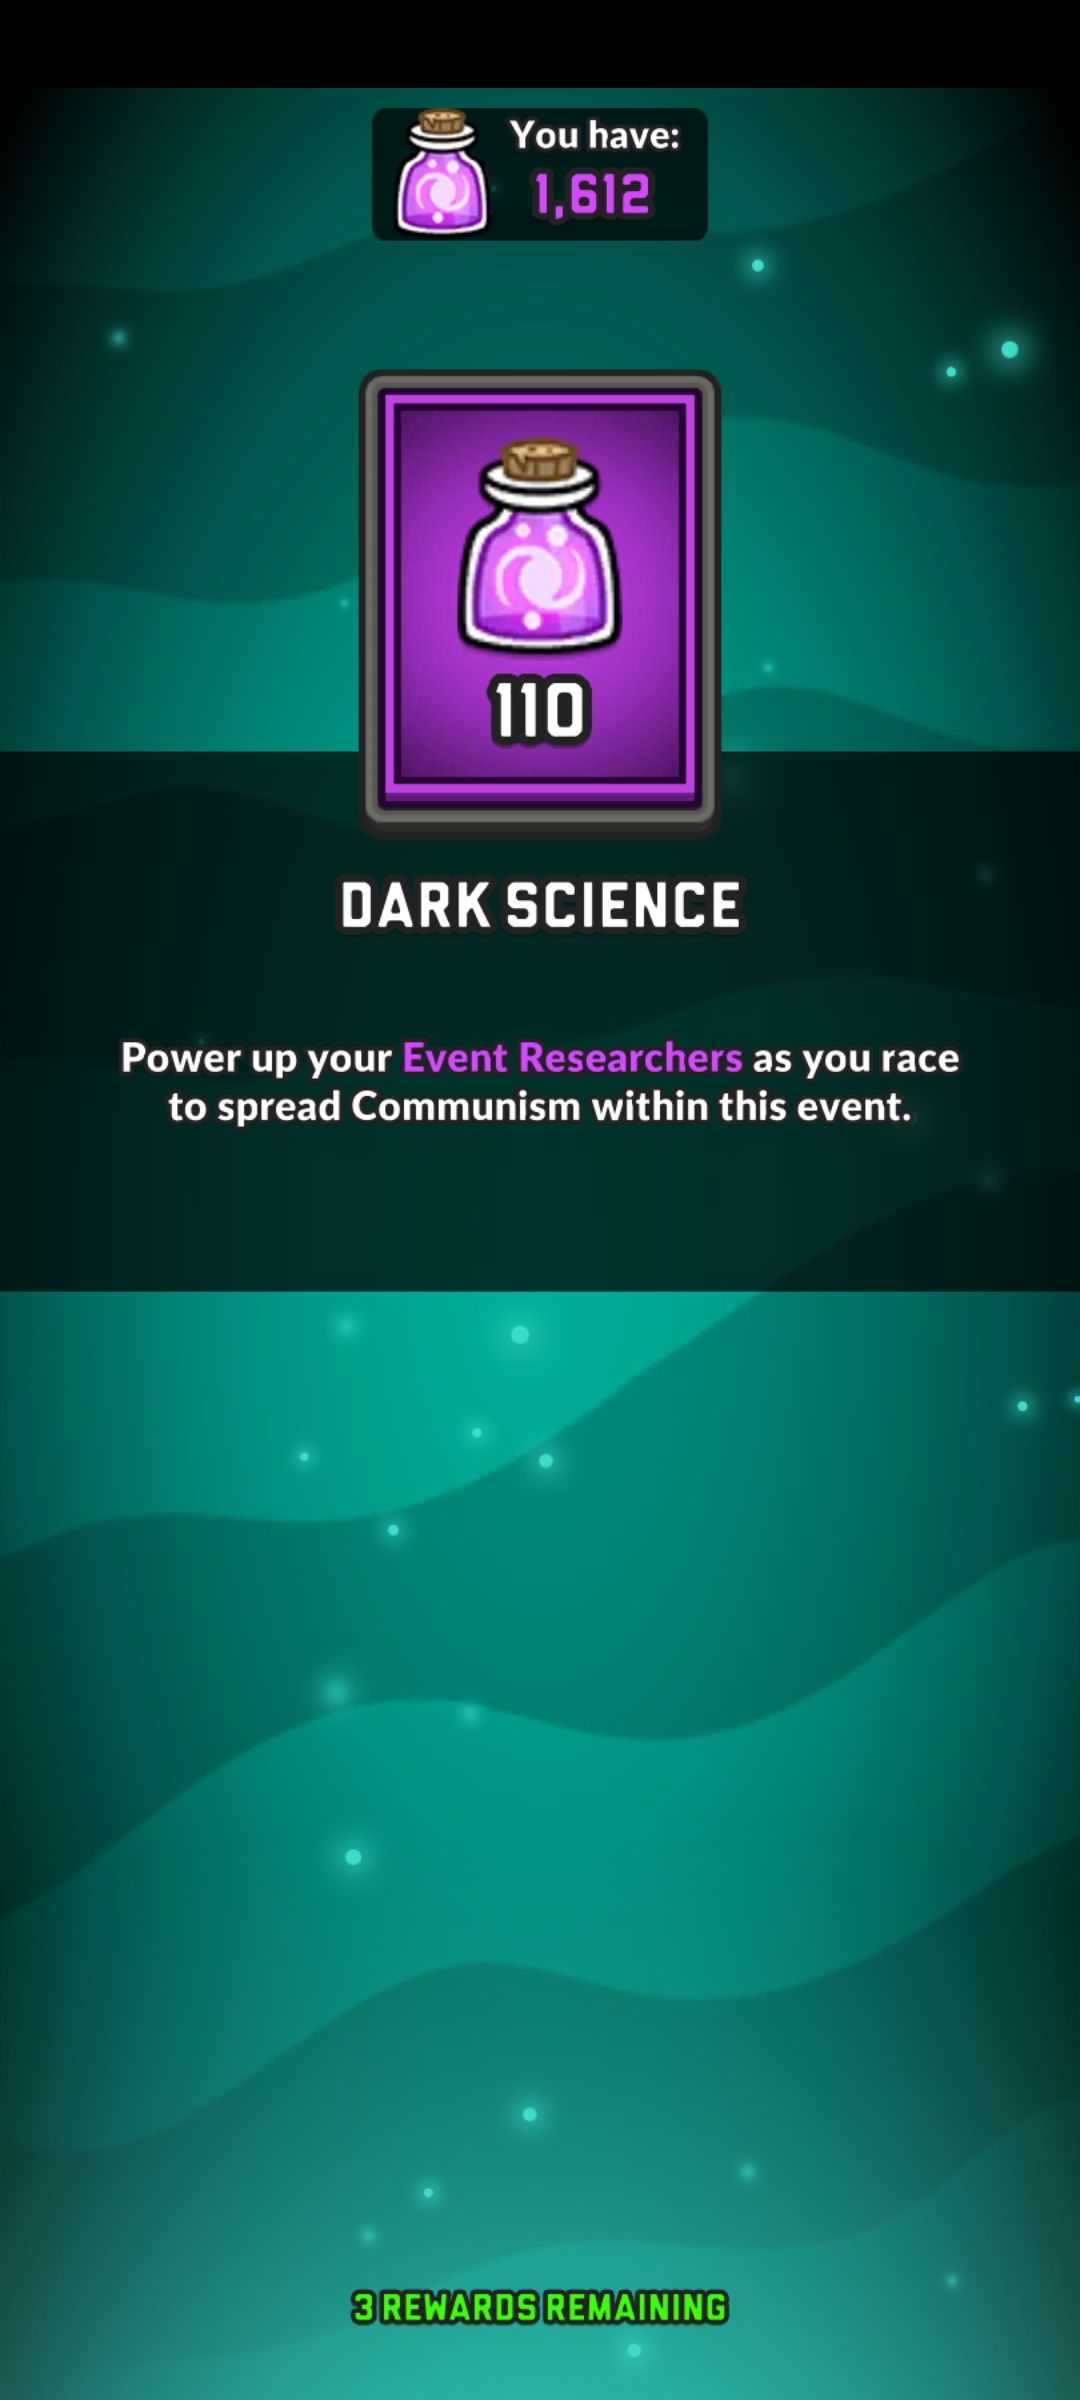 You have:
1,612
110
DARK SCIENCE
Power up your Event Researchers as you race
to spread Communism within this event.
3 REWARDS REMAINING